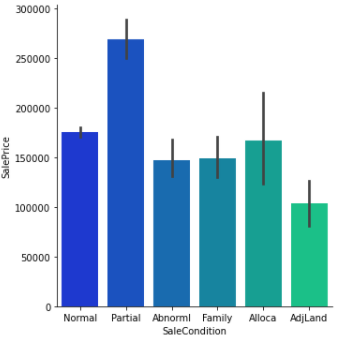 300000
250000
200000
150000
100000
50000
0
SalePrice
Normal Partial Abnorml Family Alloca AdjLand
SaleCondition